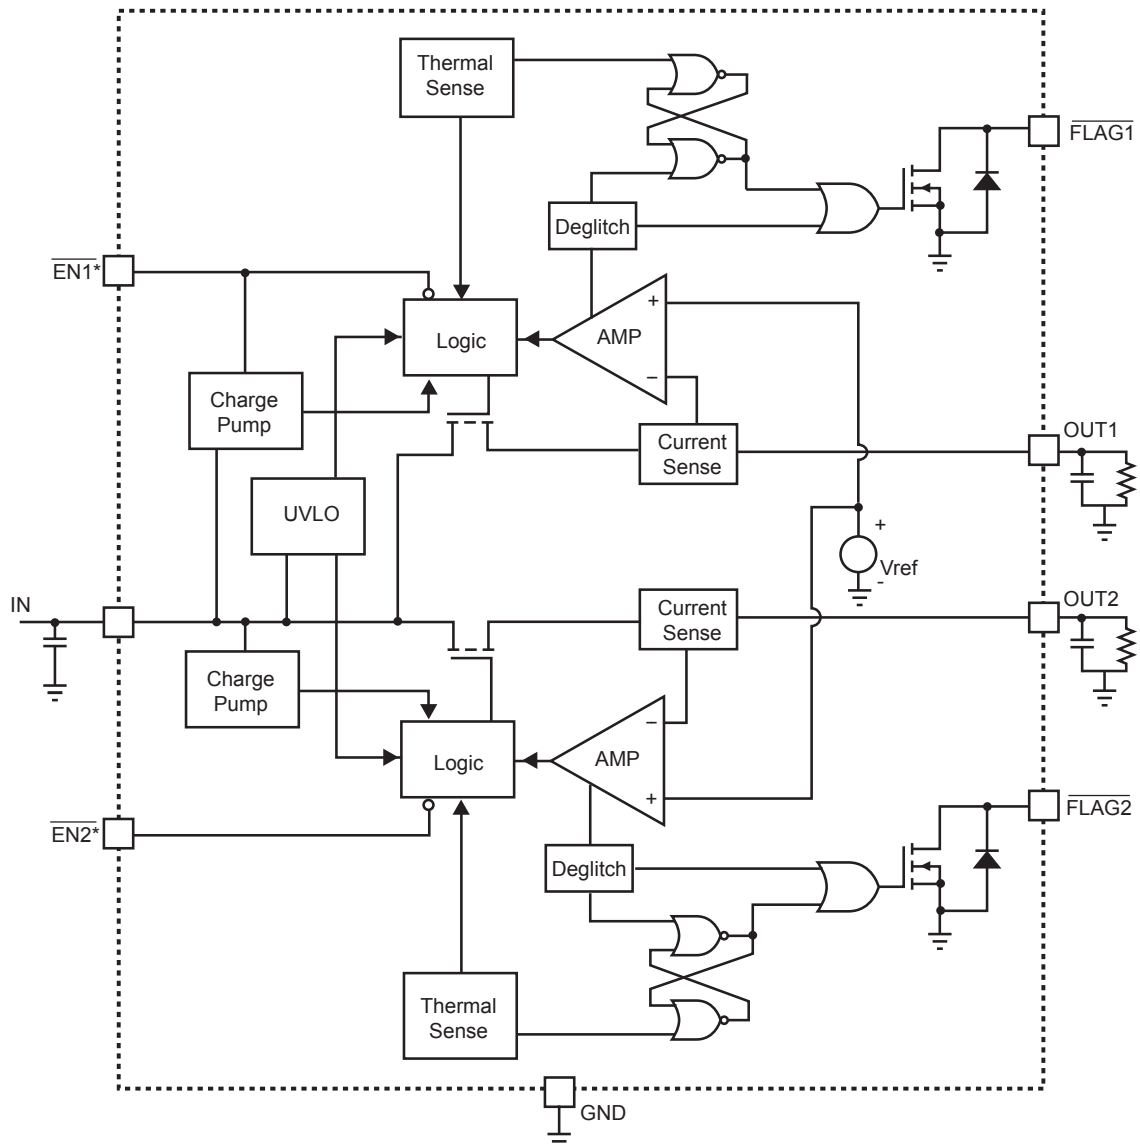 Thermal
Sense
FLAG1
Deglitch
EN1*
+
AMP
Logic
−
Charge
Pump
OUT1
Current
Sense
UVLO
+
Vref
-
IN
OUT2
Current
Sense
Charge
Pump
−
AMP
Logic
+
FLAG2
EN2*
Deglitch
Thermal
Sense
GND